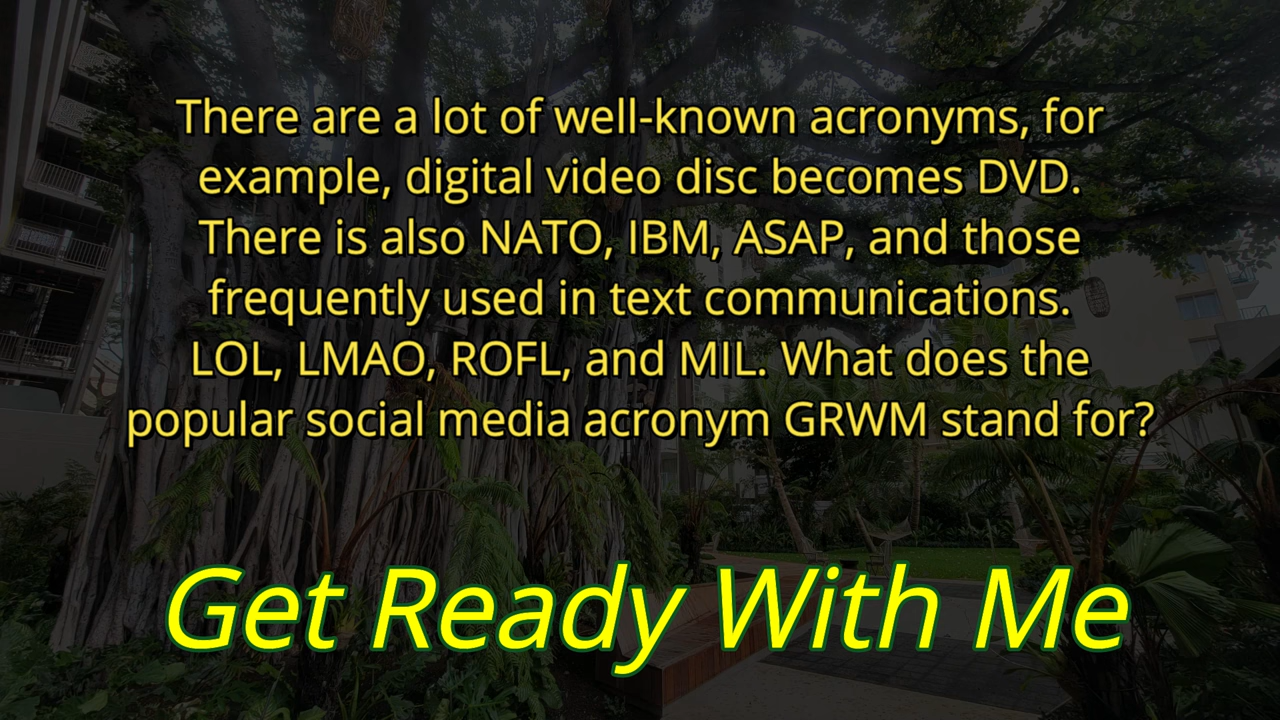 There are a lot of well-known acronyms, for
example, digital video disc becomes DVD.
There is also NATO, IBM, ASAP, and those
frequently used in text communications.
LOL, LMAO, ROFL, and MIL. What does the
popular social media acronym GRWM stand for?
Get Ready With Me